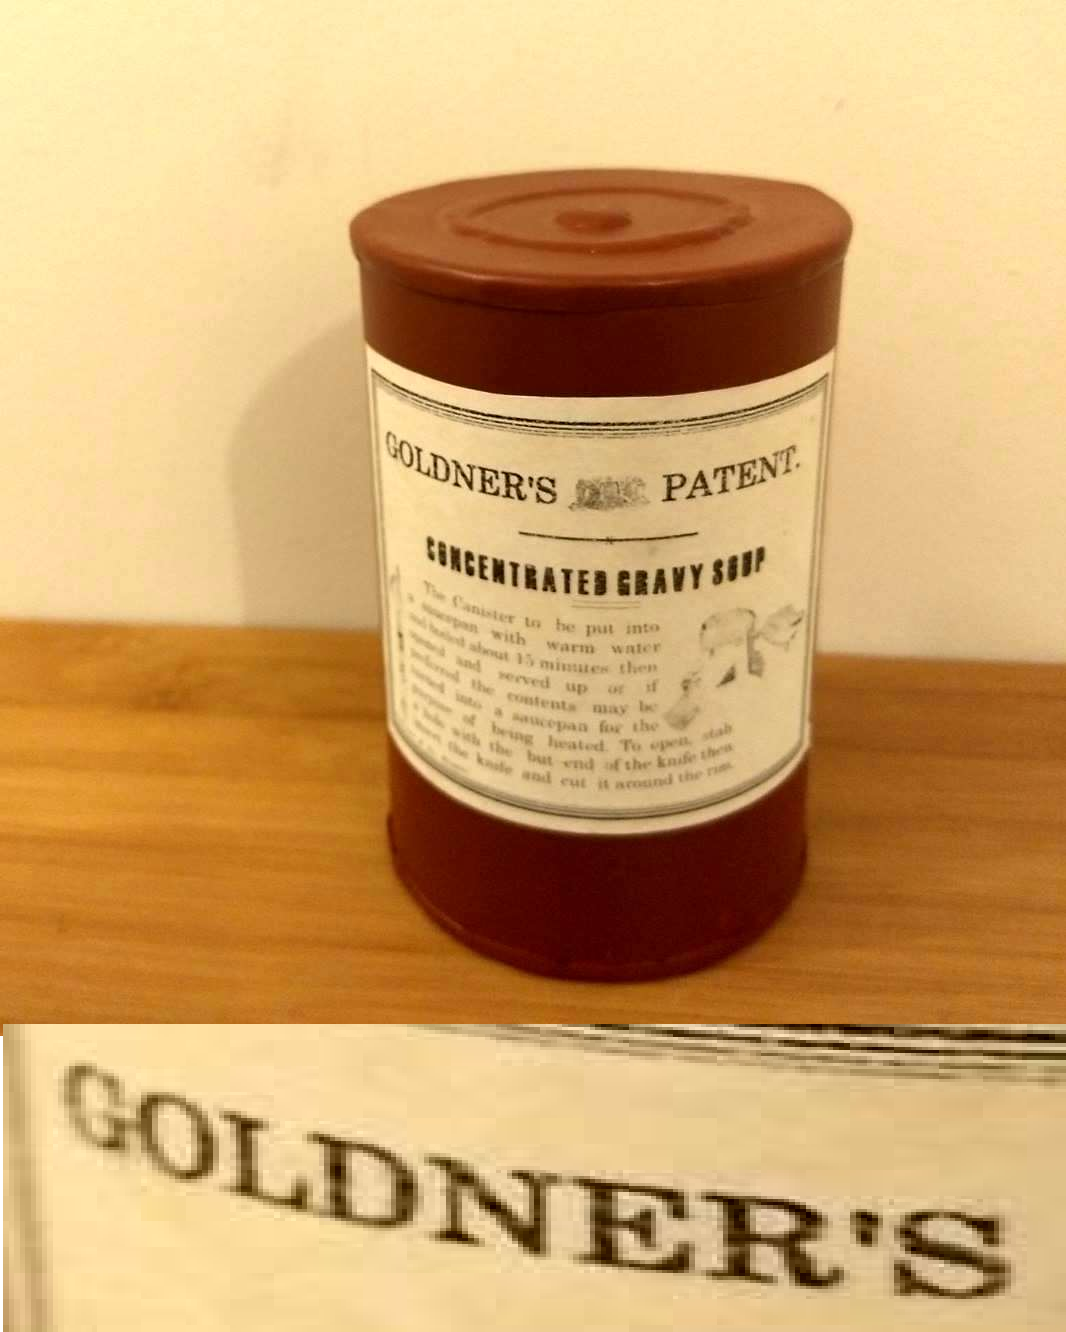 GOLDNER'S PATENT.
CONCENTRATED GRAVY SOUP
The Canister to be put into
a saucepan with warm water
and boiled about 15 minutes then
opened and served up or if
preferred the contents may be
turned into a saucepan for the
purpose of being heated. To open, stab
a hole with the but end of the knife then
insert the knife and cut it around the rim.
GOLDNER'S